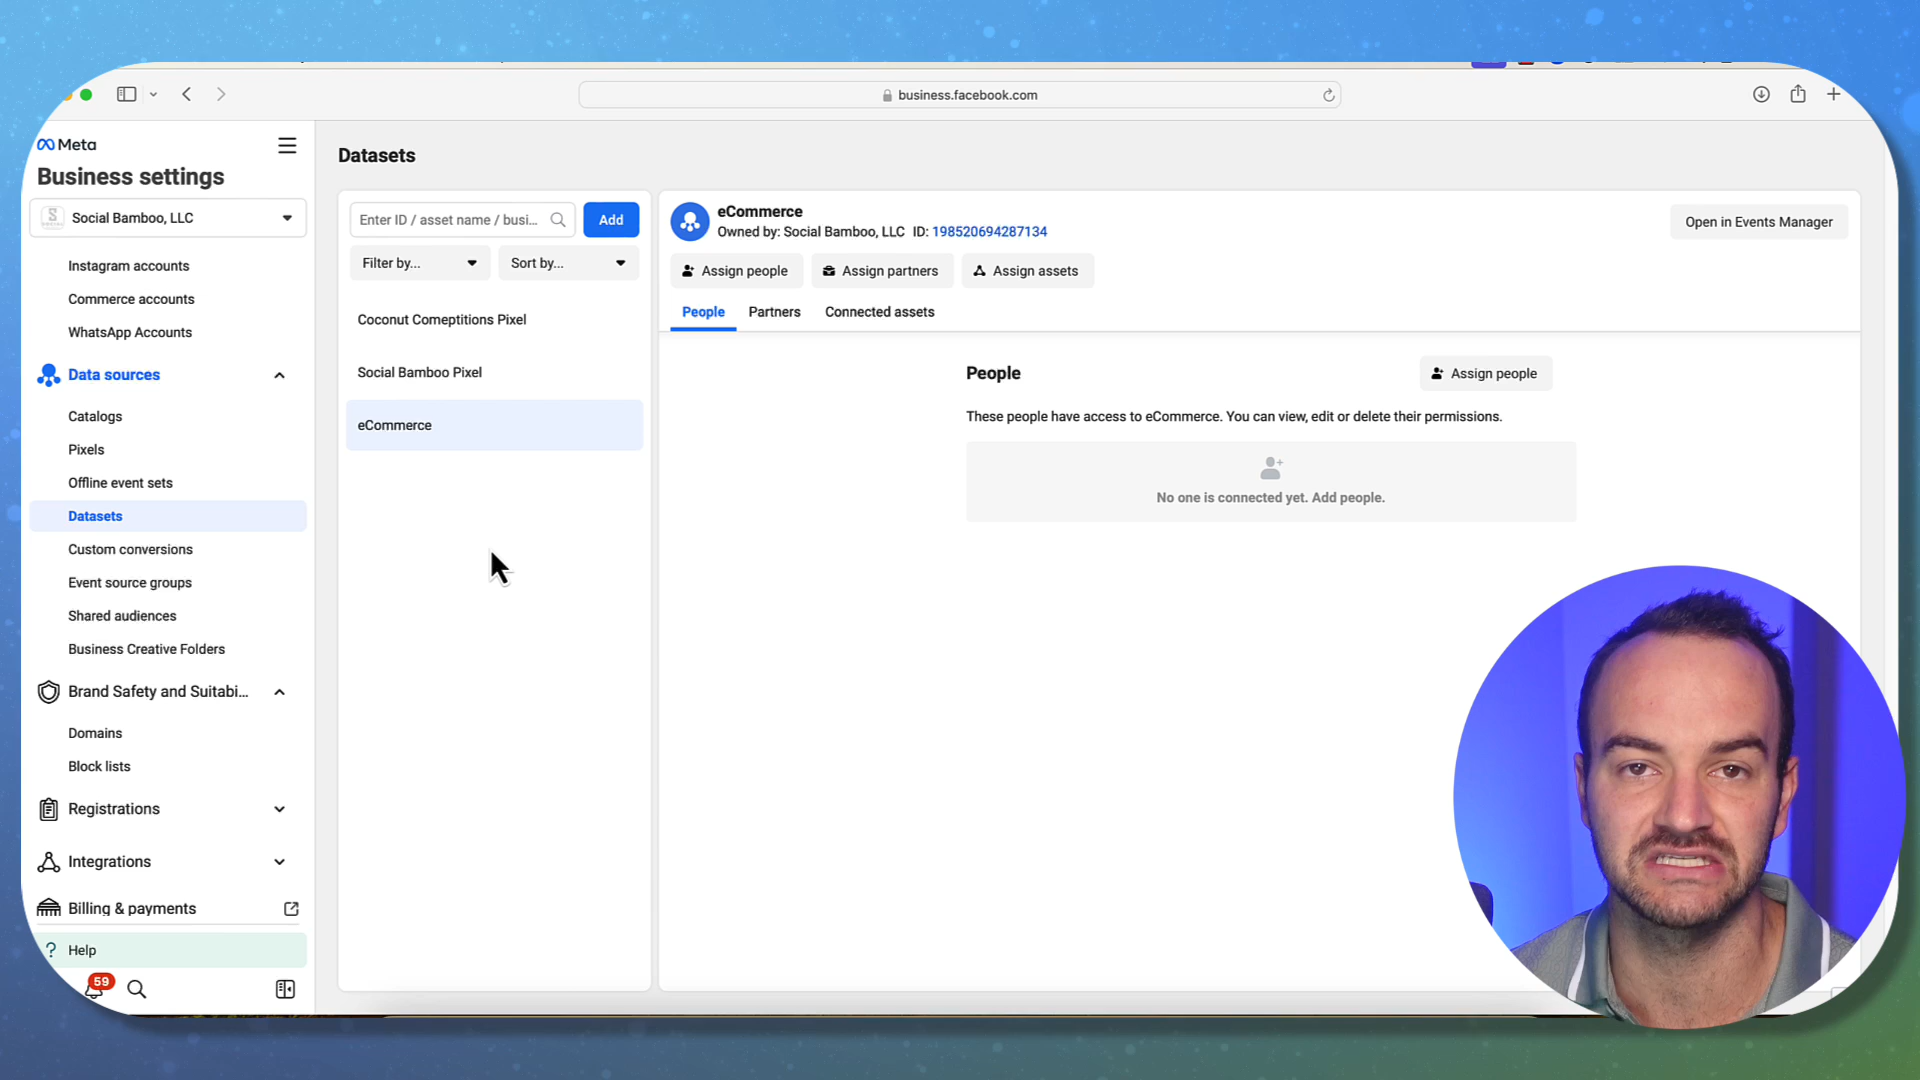 business.facebook.com
Meta
Business settings
S
Social Bamboo, LLC
Instagram accounts
Commerce accounts
WhatsApp Accounts
Data sources
Catalogs
Pixels
Offline event sets
Datasets
Custom conversions
Event source groups
Shared audiences
Business Creative Folders
Brand Safety and Suitabi...
Domains
Block lists
Registrations
Integrations
Billing & payments
? Help
59
Datasets
Enter ID / asset name / busi...
Add
Filter by...
Sort by...
Coconut Comeptitions Pixel
Social Bamboo Pixel
eCommerce
eCommerce
Owned by: Social Bamboo, LLC ID: 198520694287134
Open in Events Manager
Assign people
Assign partners
Assign assets
People
Partners
Connected assets
People
Assign people
These people have access to eCommerce. You can view, edit or delete their permissions.
No one is connected yet. Add people.